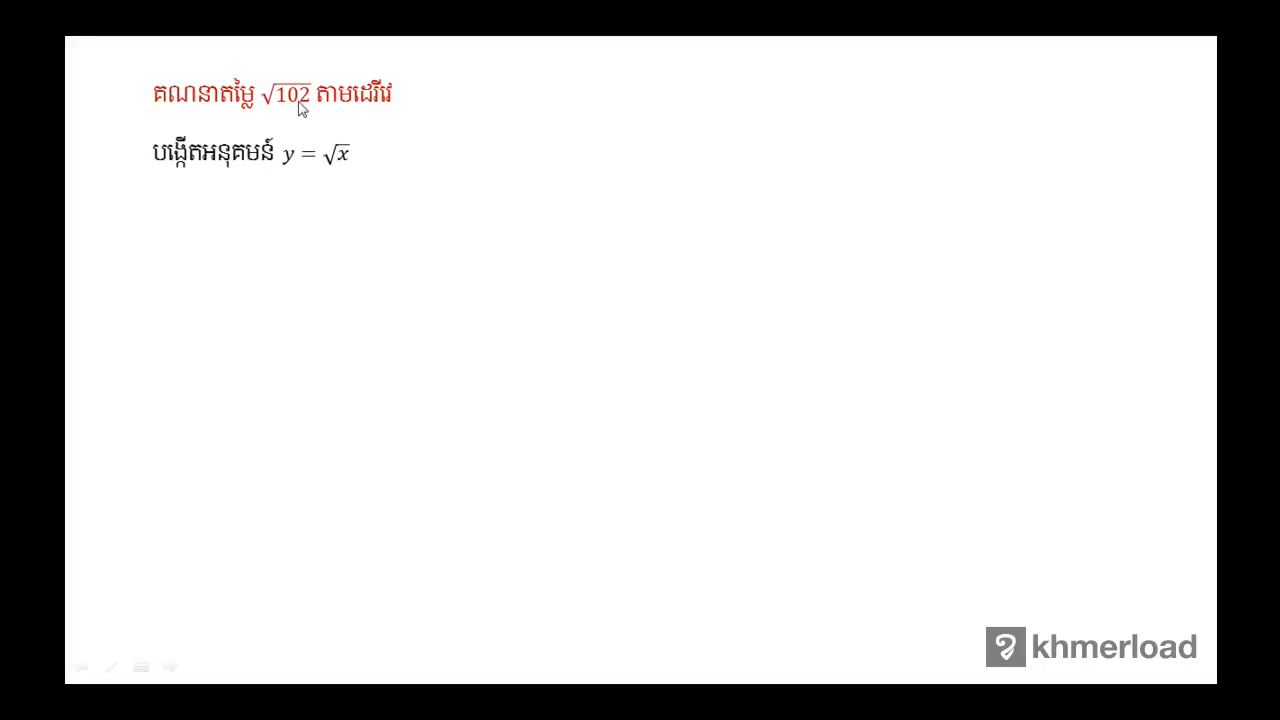 គណនាតម្លៃ √102 តាមដេរីវេ
បង្កើតអនុគមន៍ y = √x
khmerload